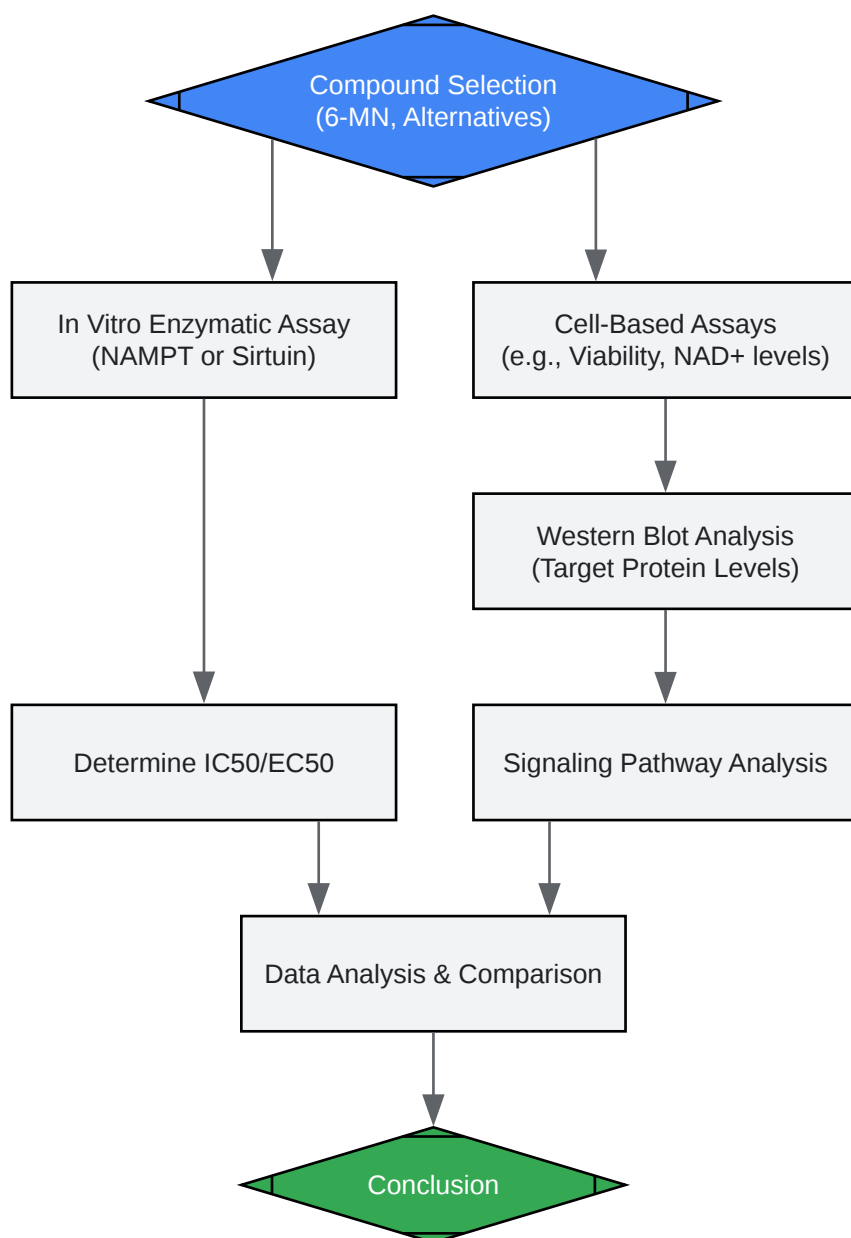 Compound Selection
(6-MN, Alternatives)
In Vitro Enzymatic Assay
(NAMPT or Sirtuin)
Cell-Based Assays
(e.g., Viability, NAD+ levels)
Western Blot Analysis
(Target Protein Levels)
Determine IC50/EC50
Signaling Pathway Analysis
Data Analysis & Comparison
Conclusion